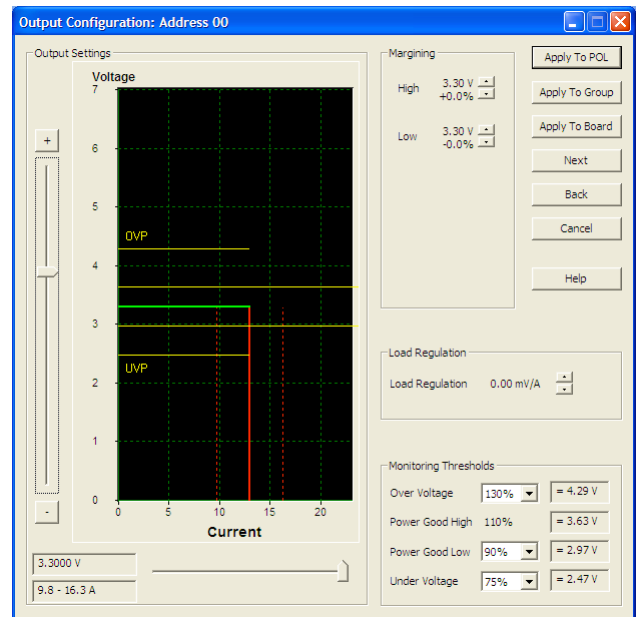 Output Configuration: Address 00
Output Settings
Voltage
7
6
5
4
3
2
1
0
OVP
UVP
0 5 10 15 20
Current
+
-
3.3000 V
9.8 - 16.3 A
Margining
High 3.30 V
+0.0%
Low 3.30 V
-0.0%
Apply To POL
Apply To Group
Apply To Board
Next
Back
Cancel
Help
Load Regulation
Load Regulation 0.00 mV/A
Monitoring Thresholds
Over Voltage 130% = 4.29 V
Power Good High 110% = 3.63 V
Power Good Low 90% = 2.97 V
Under Voltage 75% = 2.47 V